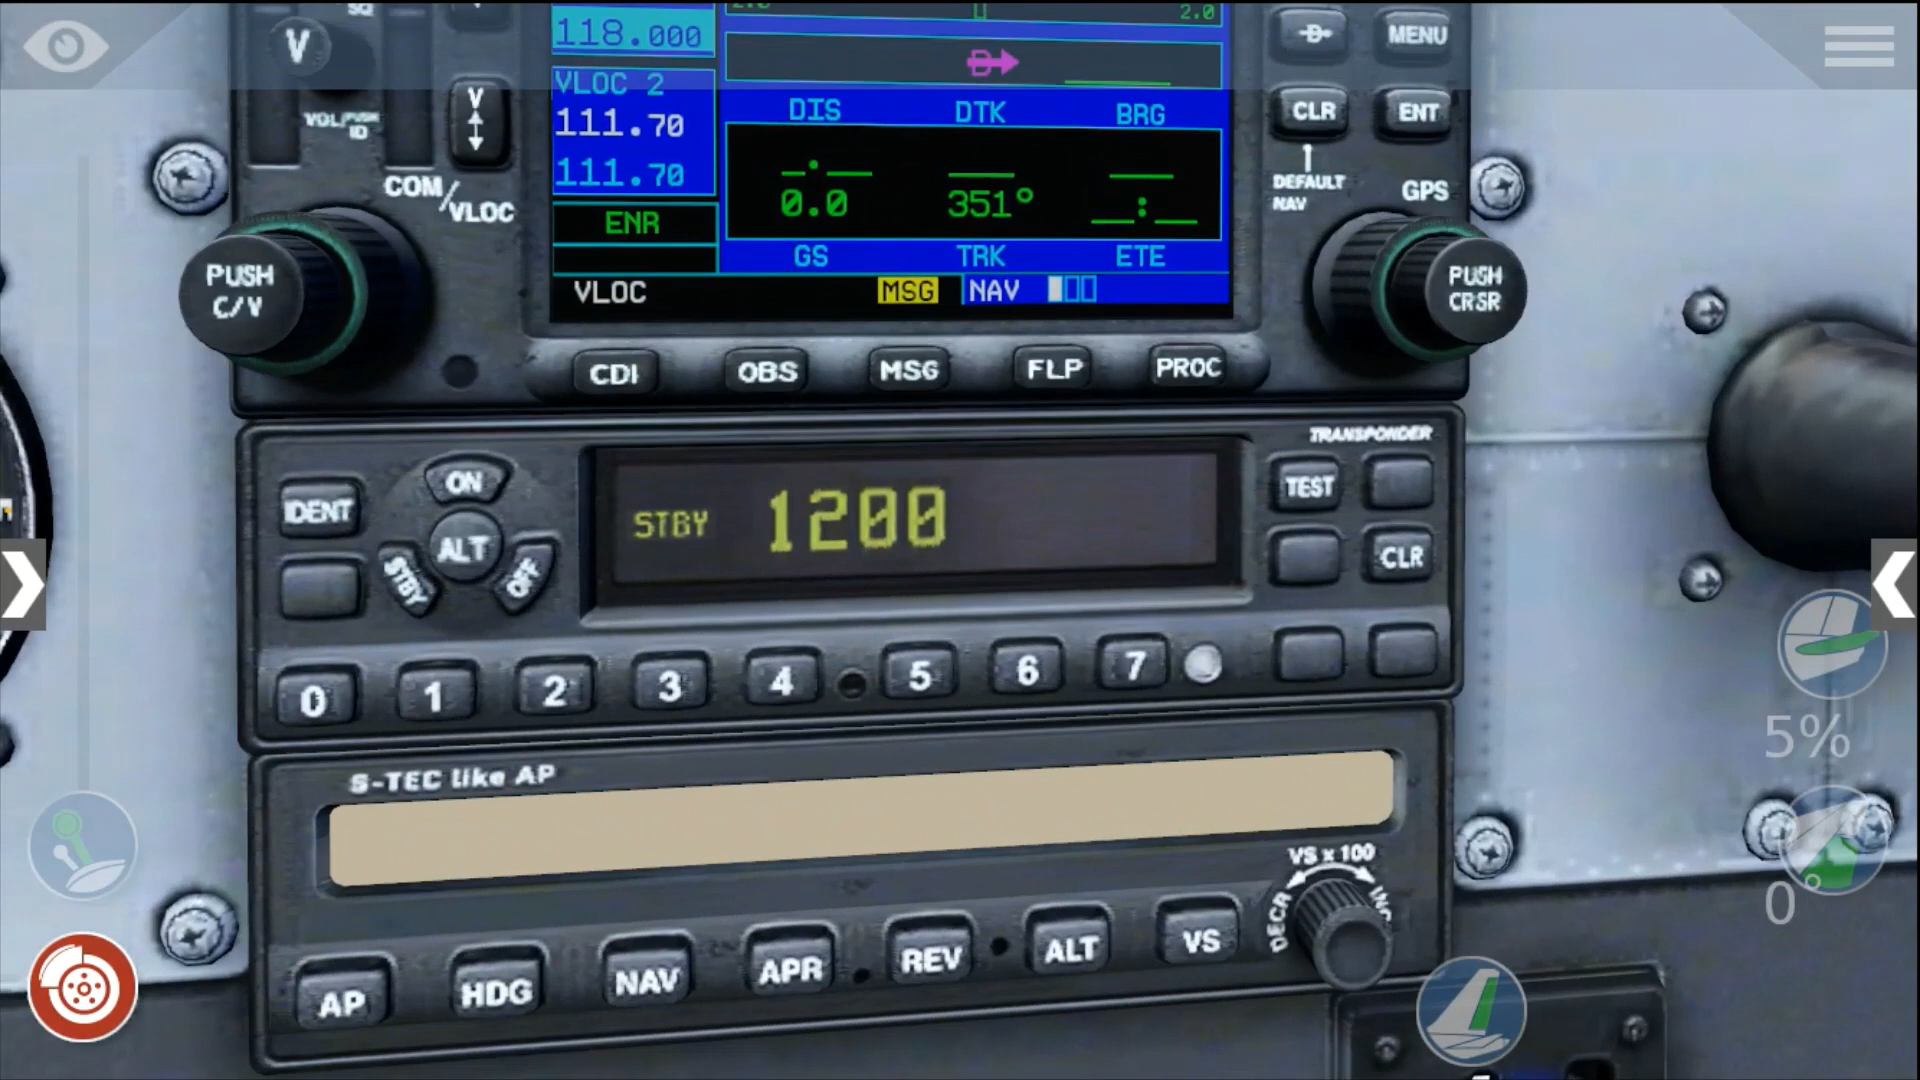 SQ
V
VOL/PUSH ID
V
COM/VLOC
PUSH C/V
118.000
VLOC 2
111.70
111.70
ENR
2.0
DIS DTK BRG
0.0 351° __:__
GS TRK ETE
VLOC MSG NAV
CDI OBS MSG FLP PROC
D MENU
CLR ENT
DEFAULT NAV
GPS
PUSH CRSR
TRANSPONDER
IDENT
ON
ALT
STBY
OFF
STBY 1200
TEST
CLR
0 1 2 3 4 5 6 7
S-TEC like AP
AP HDG NAV APR REV ALT VS
VS x 100
DECR INC
5%
0°